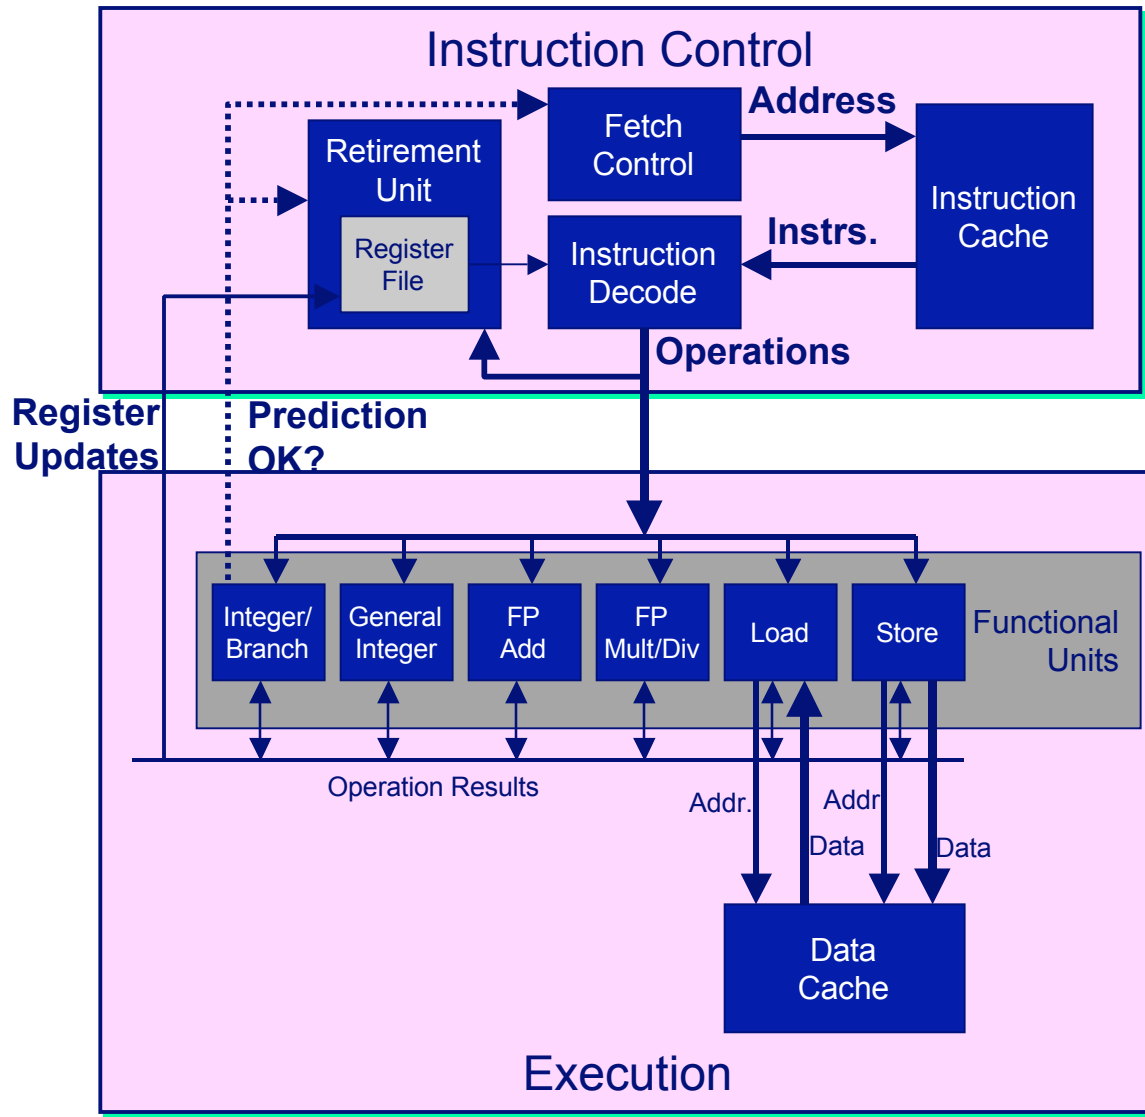 Instruction Control
Address
Fetch
Control
Retirement
Unit
Instruction
Cache
Register
File
Instrs.
Instruction
Decode
Operations
Register
Updates
Prediction
OK?
Integer/
Branch
General
Integer
FP
Add
FP
Mult/Div
Load
Store
Functional
Units
Operation Results
Addr.
Addr.
Data
Data
Data
Cache
Execution